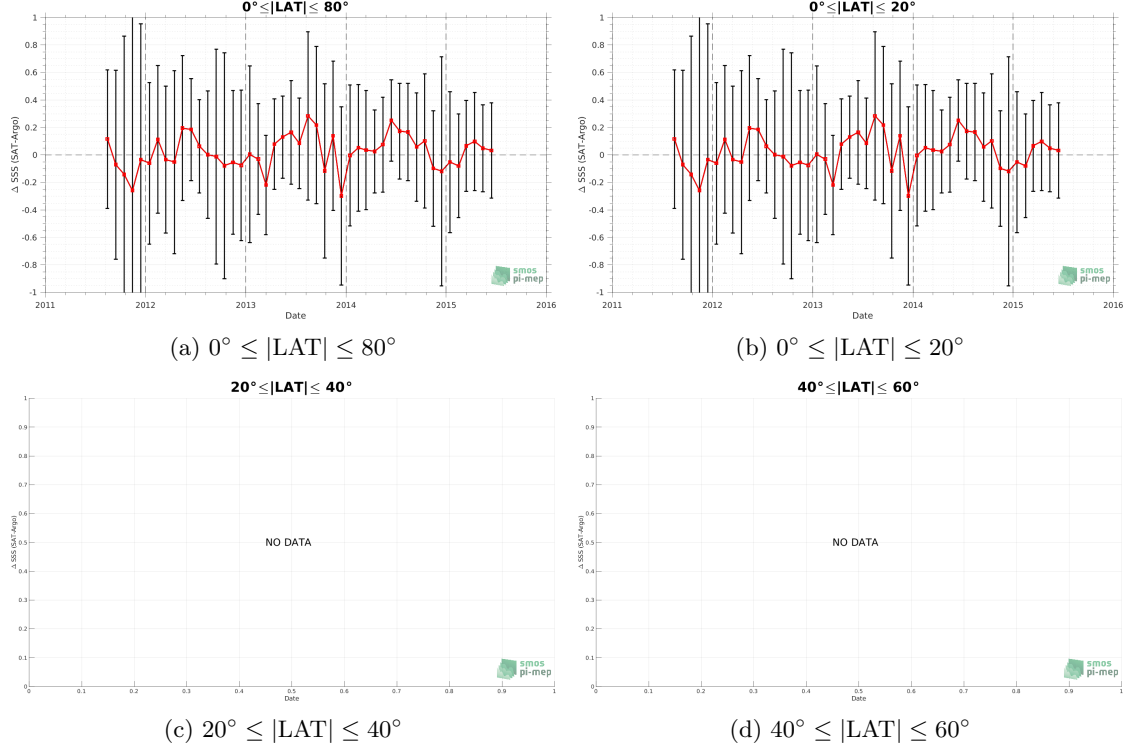 0°≤|LAT|≤ 80°
1
0.8
0.6
0.4
0.2
0
-0.2
-0.4
-0.6
-0.8
-1
Δ SSS (SAT-Argo)
2011 2012 2013 2014 2015 2016
Date
smos
pi-mep
(a) 0° ≤ |LAT| ≤ 80°
0°≤|LAT|≤ 20°
1
0.8
0.6
0.4
0.2
0
-0.2
-0.4
-0.6
-0.8
-1
Δ SSS (SAT-Argo)
2011 2012 2013 2014 2015 2016
Date
smos
pi-mep
(b) 0° ≤ |LAT| ≤ 20°
20°≤|LAT|≤ 40°
1
0.9
0.8
0.7
0.6
0.5
0.4
0.3
0.2
0.1
0
Δ SSS (SAT-Argo)
NO DATA
0 0.1 0.2 0.3 0.4 0.5 0.6 0.7 0.8 0.9 1
Date
smos
pi-mep
(c) 20° ≤ |LAT| ≤ 40°
40°≤|LAT|≤ 60°
1
0.9
0.8
0.7
0.6
0.5
0.4
0.3
0.2
0.1
0
Δ SSS (SAT-Argo)
NO DATA
0 0.1 0.2 0.3 0.4 0.5 0.6 0.7 0.8 0.9 1
Date
smos
pi-mep
(d) 40° ≤ |LAT| ≤ 60°